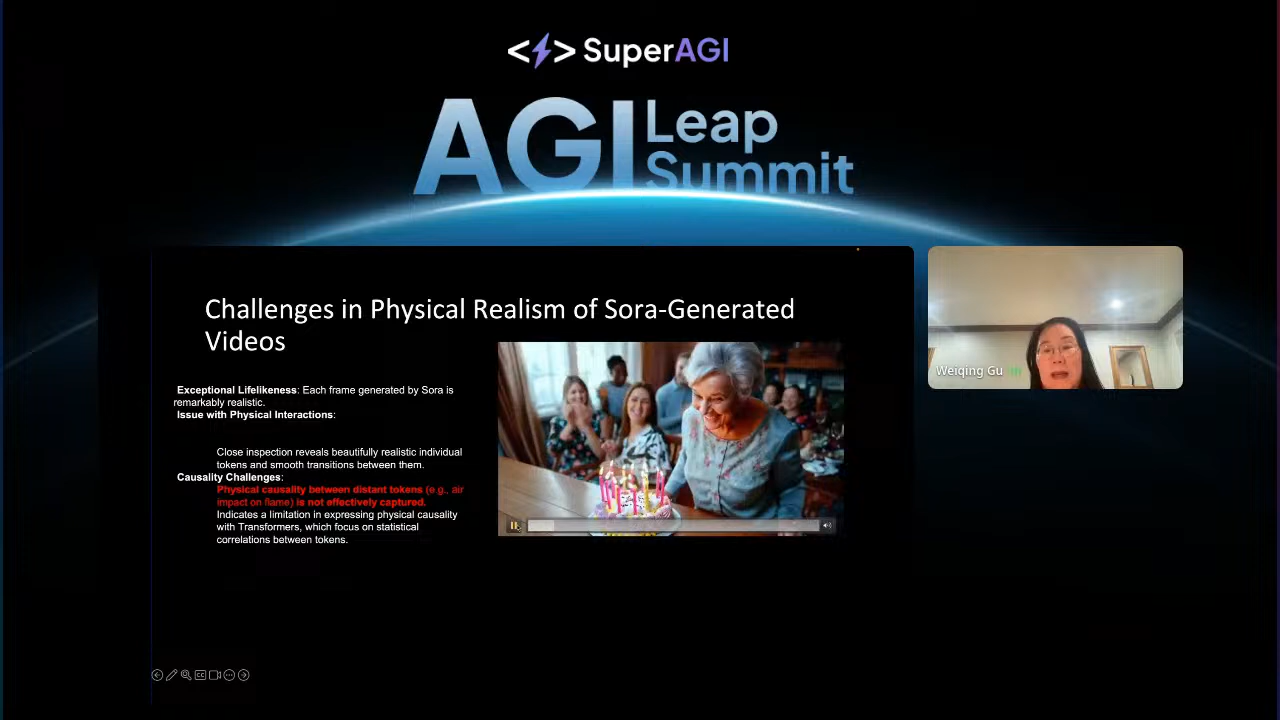 <⚡> SuperAGI
AGI Leap
Summit
Challenges in Physical Realism of Sora-Generated
Videos
Exceptional Lifelikeness: Each frame generated by Sora is
remarkably realistic.
Issue with Physical Interactions:
Close inspection reveals beautifully realistic individual
tokens and smooth transitions between them.
Causality Challenges:
Physical causality between distant tokens (e.g., air
impact on flame) is not effectively captured.
Indicates a limitation in expressing physical causality
with Transformers, which focus on statistical
correlations between tokens.
Weiqing Gu